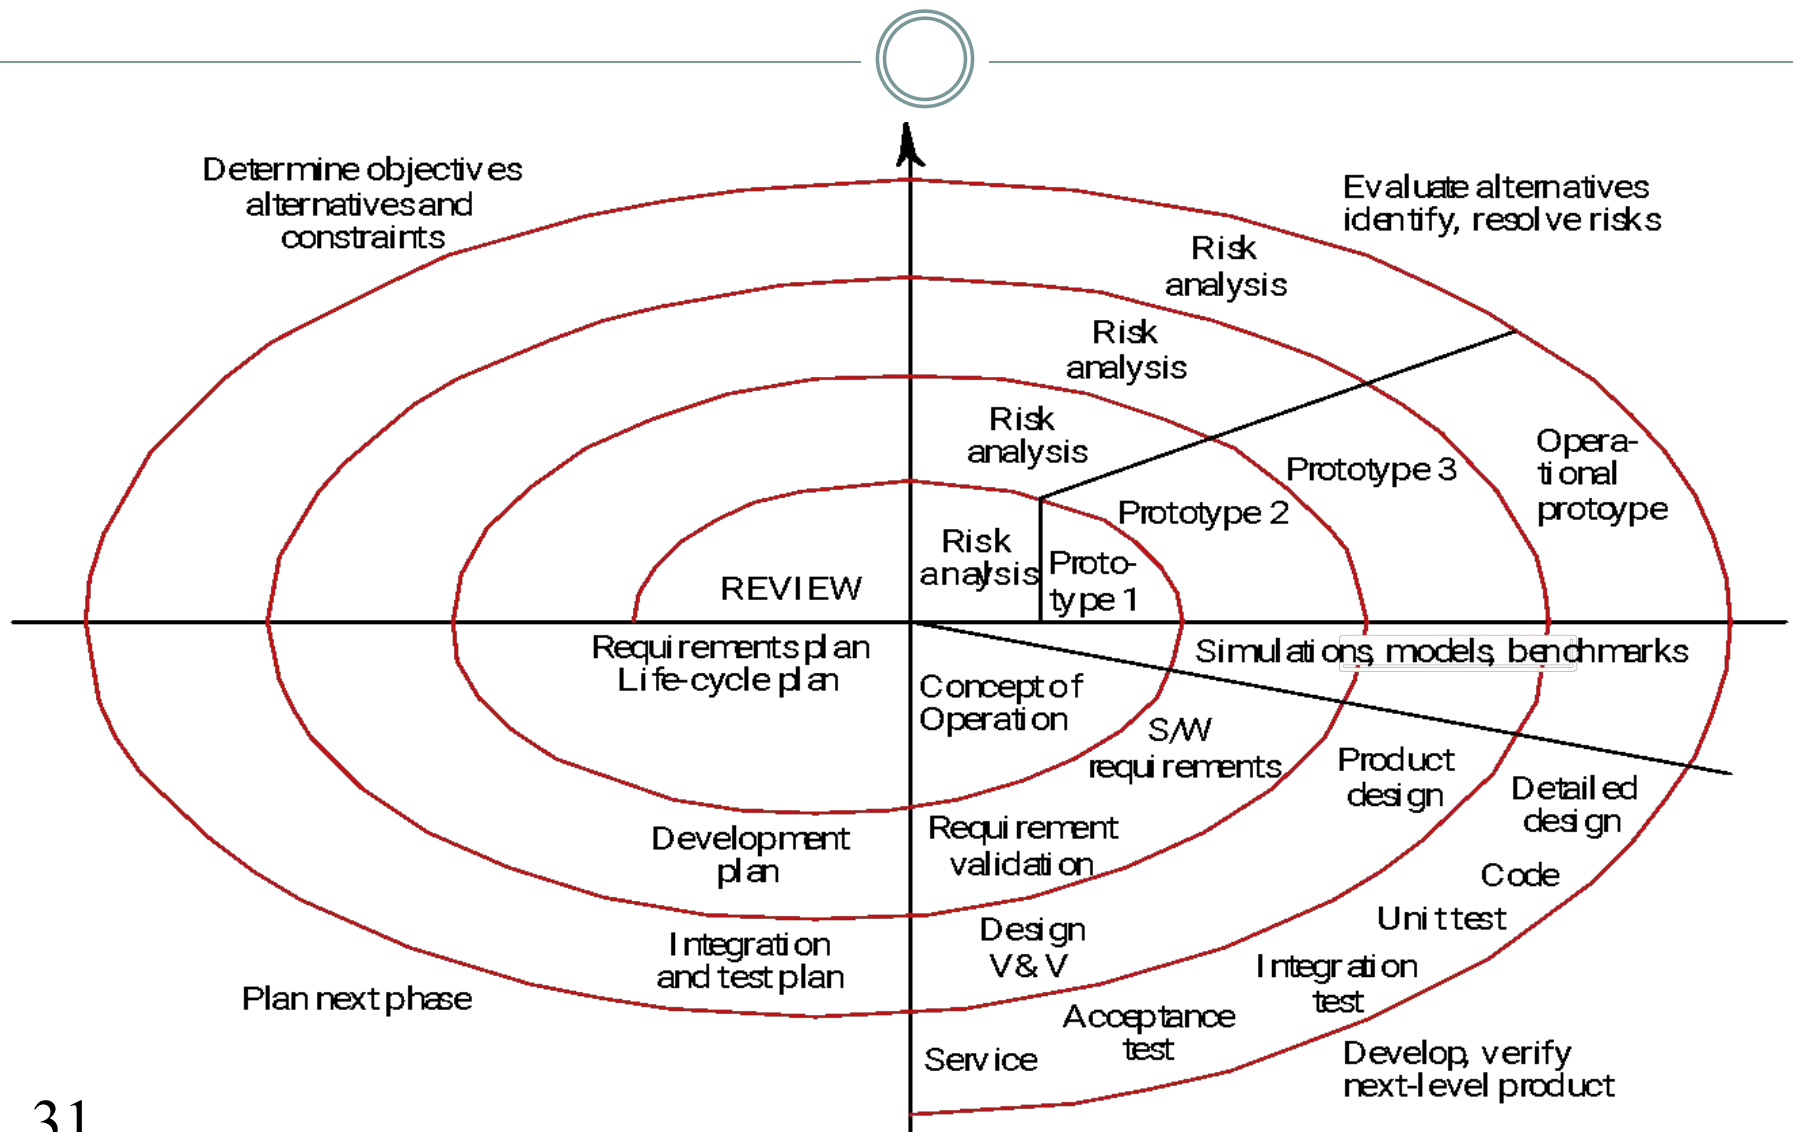 Determine objectives
alternatives and
constraints
Evaluate alternatives
identify, resolve risks
Risk
analysis
Risk
analysis
Risk
analysis
Risk
analysis
Proto-
type 1
Prototype 2
Prototype 3
Opera-
tional
protoype
REVIEW
Requirements plan
Life-cycle plan
Concept of
Operation
Simulations, models, benchmarks
S/W
requirements
Product
design
Detailed
design
Development
plan
Requirement
validation
Code
Unit test
Integration
and test plan
Design
V & V
Integration
test
Plan next phase
Acceptance
test
Service
Develop, verify
next-level product
31